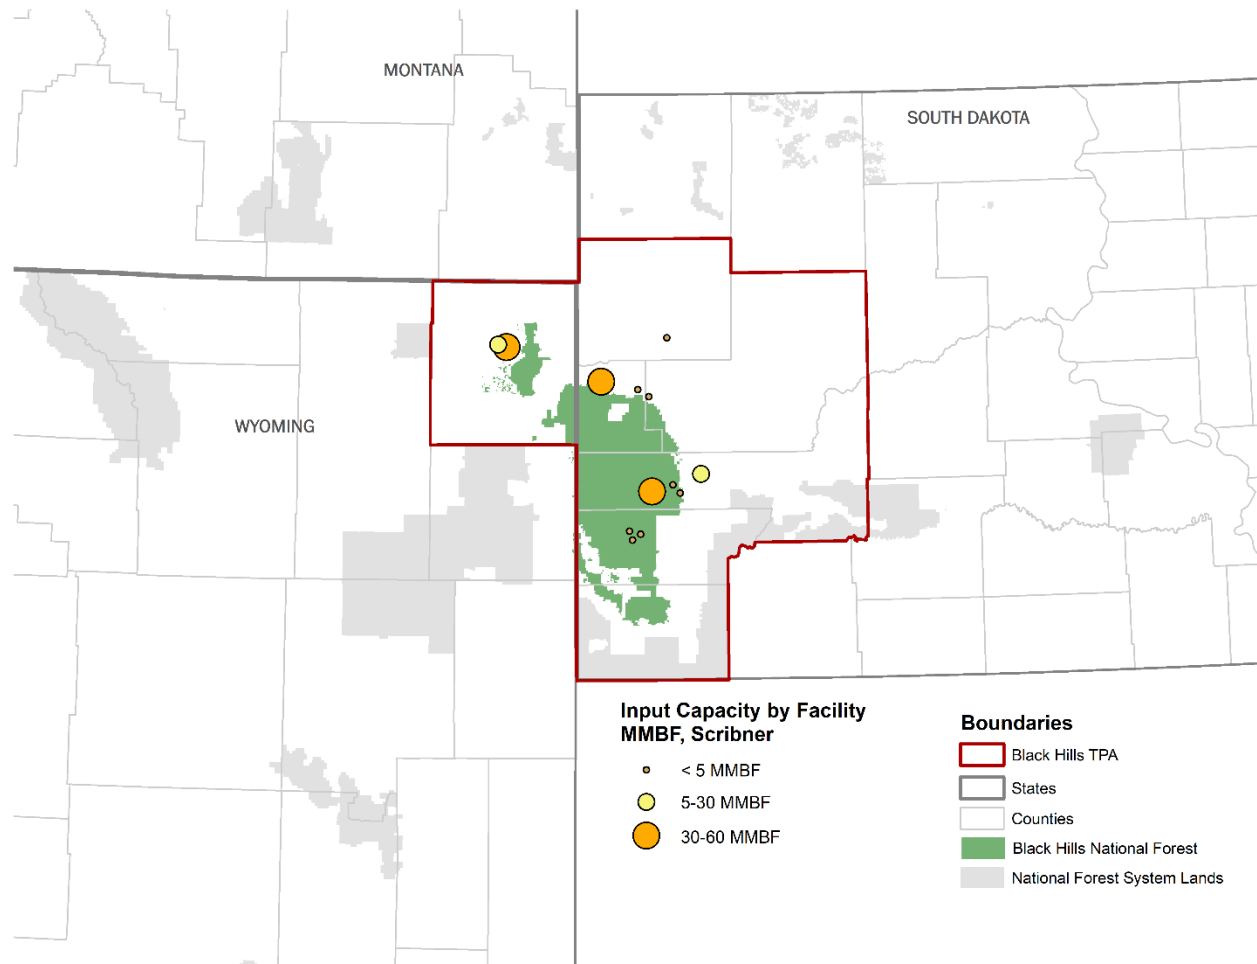 MONTANA
SOUTH DAKOTA
WYOMING
Input Capacity by Facility
MMBF, Scribner
< 5 MMBF
5-30 MMBF
30-60 MMBF
Boundaries
Black Hills TPA
States
Counties
Black Hills National Forest
National Forest System Lands